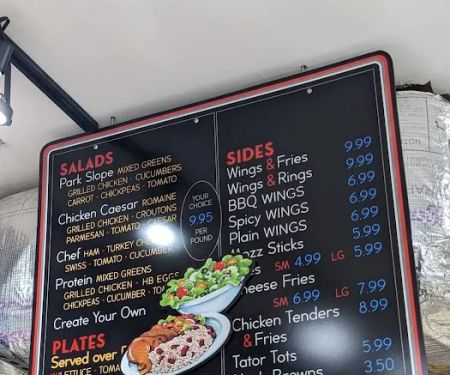 SALADS
Park Slope MIXED GREENS
GRILLED CHICKEN · CUCUMBERS
CARROT · CHICKPEAS · TOMATO
Chicken Caesar ROMAINE
GRILLED CHICKEN · CROUTONS
PARMESAN · TOMATO · CAESAR
Chef HAM · TURKEY
SWISS · TOMATO · CUCUMBER
Protein MIXED GREENS
GRILLED CHICKEN · HB EGGS
CHICKPEAS · CUCUMBER ·
Create Your Own
YOUR
CHOICE
9.95
PER
POUND
PLATES
Served over
LETTUCE · TOMATO
SIDES
Wings & Fries 9.99
Wings & Rings 9.99
BBQ WINGS 6.99
Spicy WINGS 6.99
Plain WINGS 6.99
Sticks 5.99
SM 4.99 LG 5.99
Fries
SM 6.99 LG 7.99
Chicken Tenders 8.99
& Fries
Tator Tots 5.99
Browns 3.50